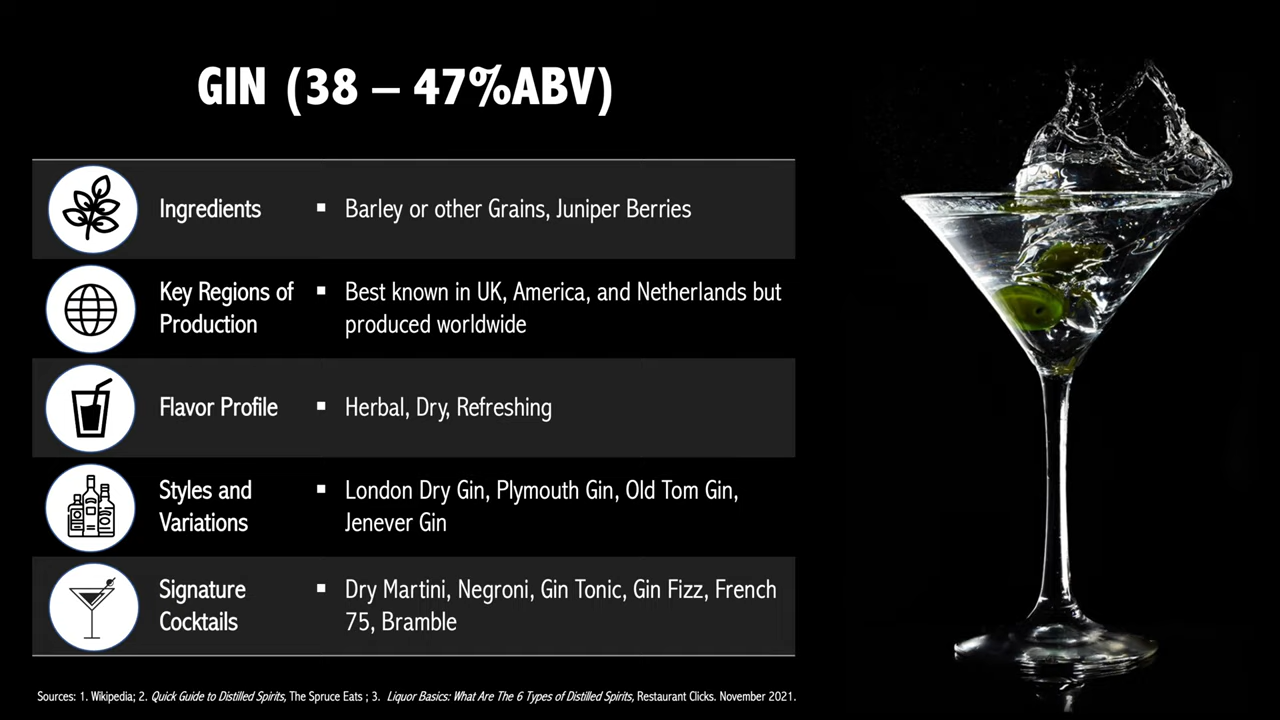 GIN (38 – 47%ABV)
Ingredients
▪ Barley or other Grains, Juniper Berries
Key Regions of
Production
▪ Best known in UK, America, and Netherlands but
produced worldwide
Flavor Profile
▪ Herbal, Dry, Refreshing
Styles and
Variations
▪ London Dry Gin, Plymouth Gin, Old Tom Gin,
Jenever Gin
Signature
Cocktails
▪ Dry Martini, Negroni, Gin Tonic, Gin Fizz, French
75, Bramble
Sources: 1. Wikipedia; 2. Quick Guide to Distilled Spirits, The Spruce Eats ; 3. Liquor Basics: What Are The 6 Types of Distilled Spirits, Restaurant Clicks. November 2021.